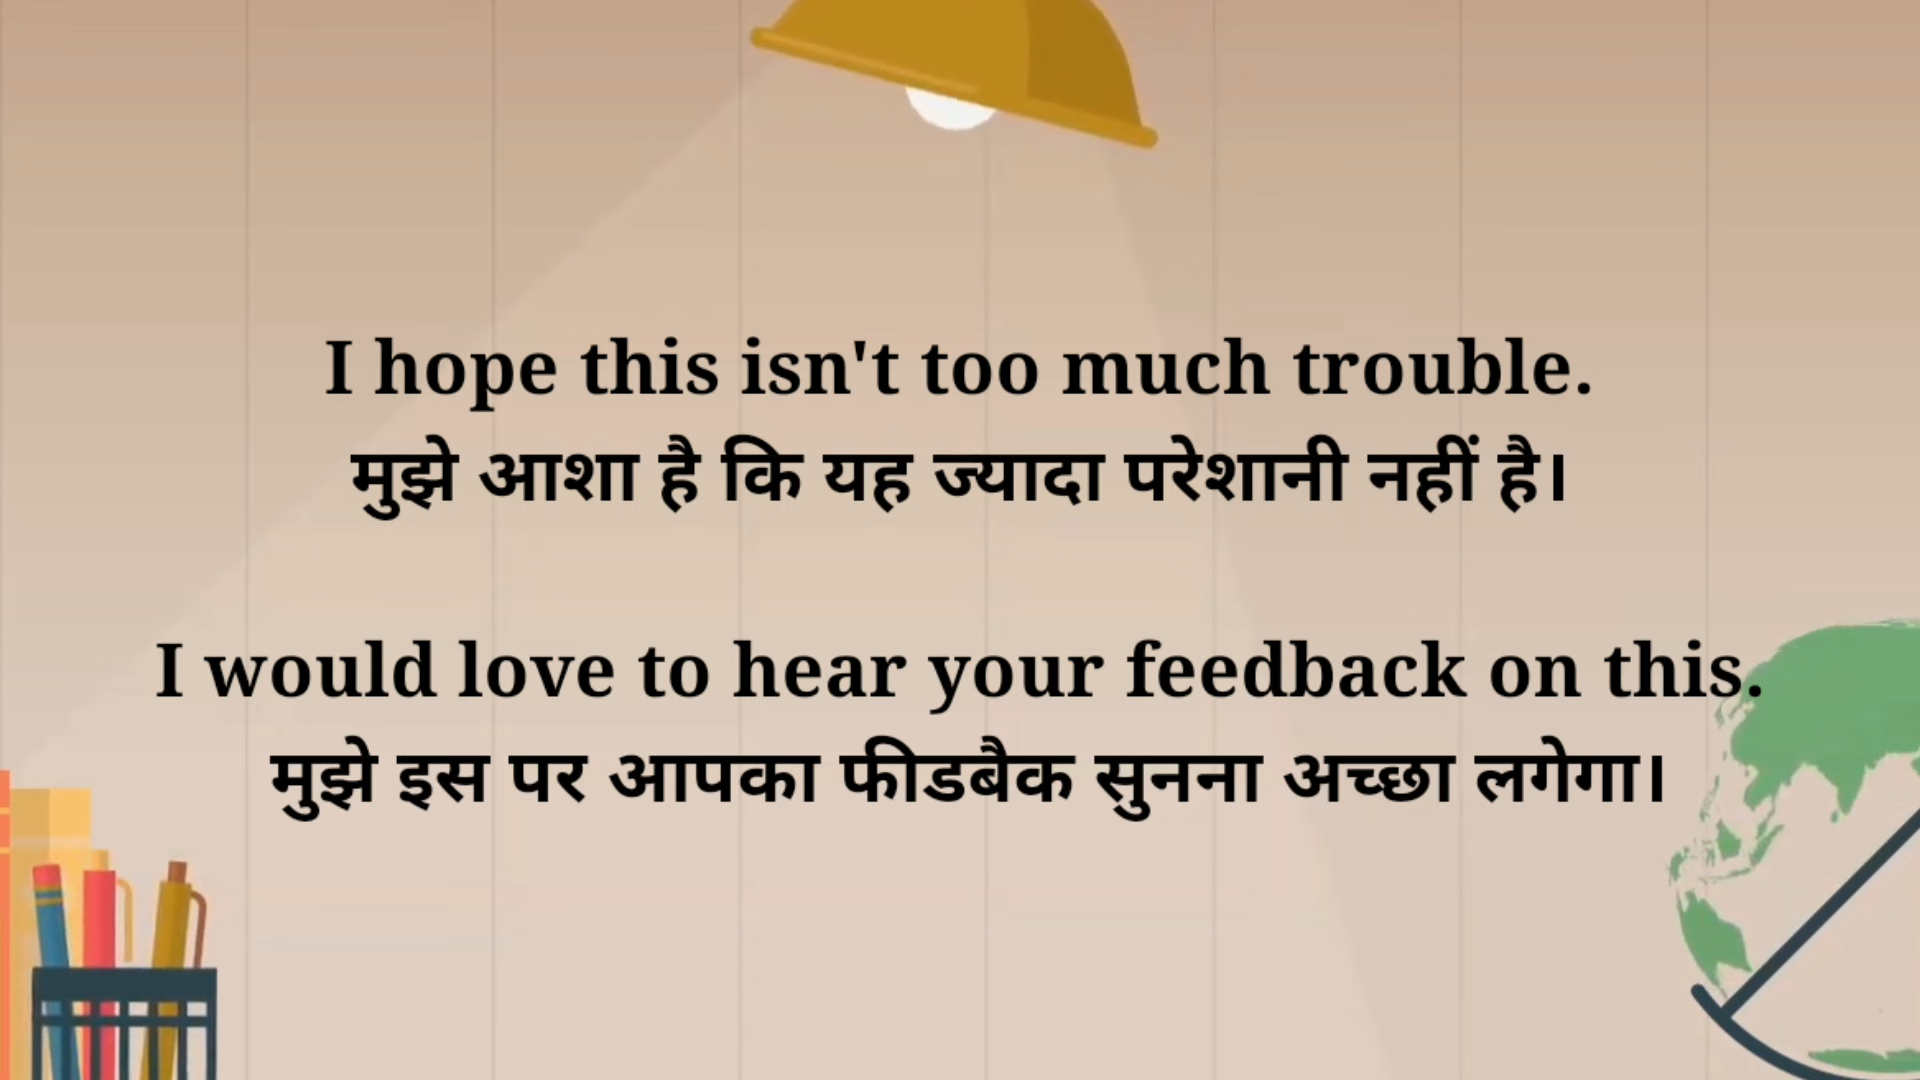 I hope this isn't too much trouble.
मुझे आशा है कि यह ज्यादा परेशानी नहीं है।
I would love to hear your feedback on this.
मुझे इस पर आपका फीडबैक सुनना अच्छा लगेगा।